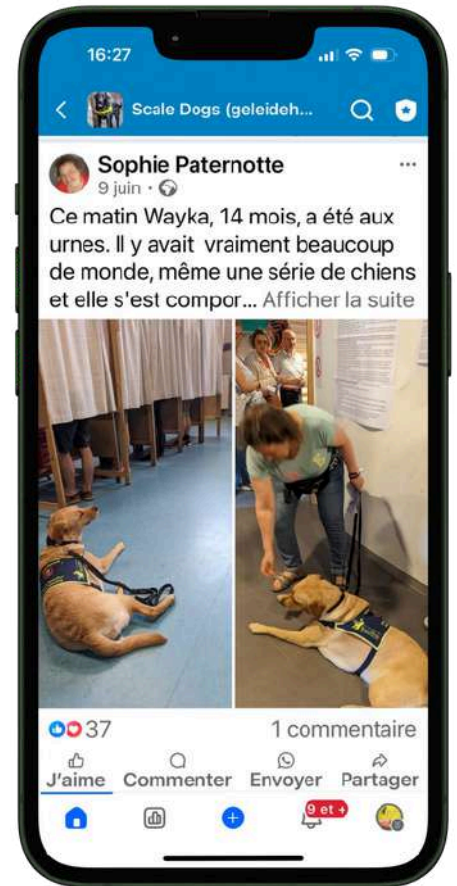 16:27
Scale Dogs (geleideh...
Sophie Paternotte
9 juin
Ce matin Wayka, 14 mois, a été aux
urnes. Il y avait vraiment beaucoup
de monde, même une série de chiens
et elle s'est compor... Afficher la suite
37 1 commentaire
J'aime Commenter Envoyer Partager
9 et +